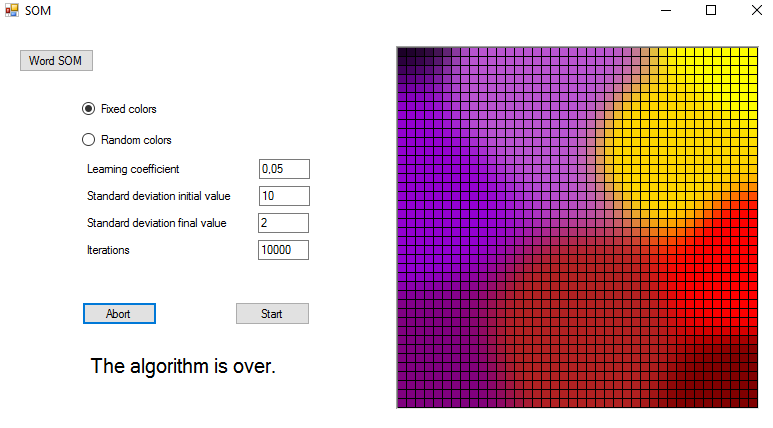 SOM
Word SOM
Fixed colors
Random colors
Learning coefficient 0,05
Standard deviation initial value 10
Standard deviation final value 2
Iterations 10000
Abort Start
The algorithm is over.